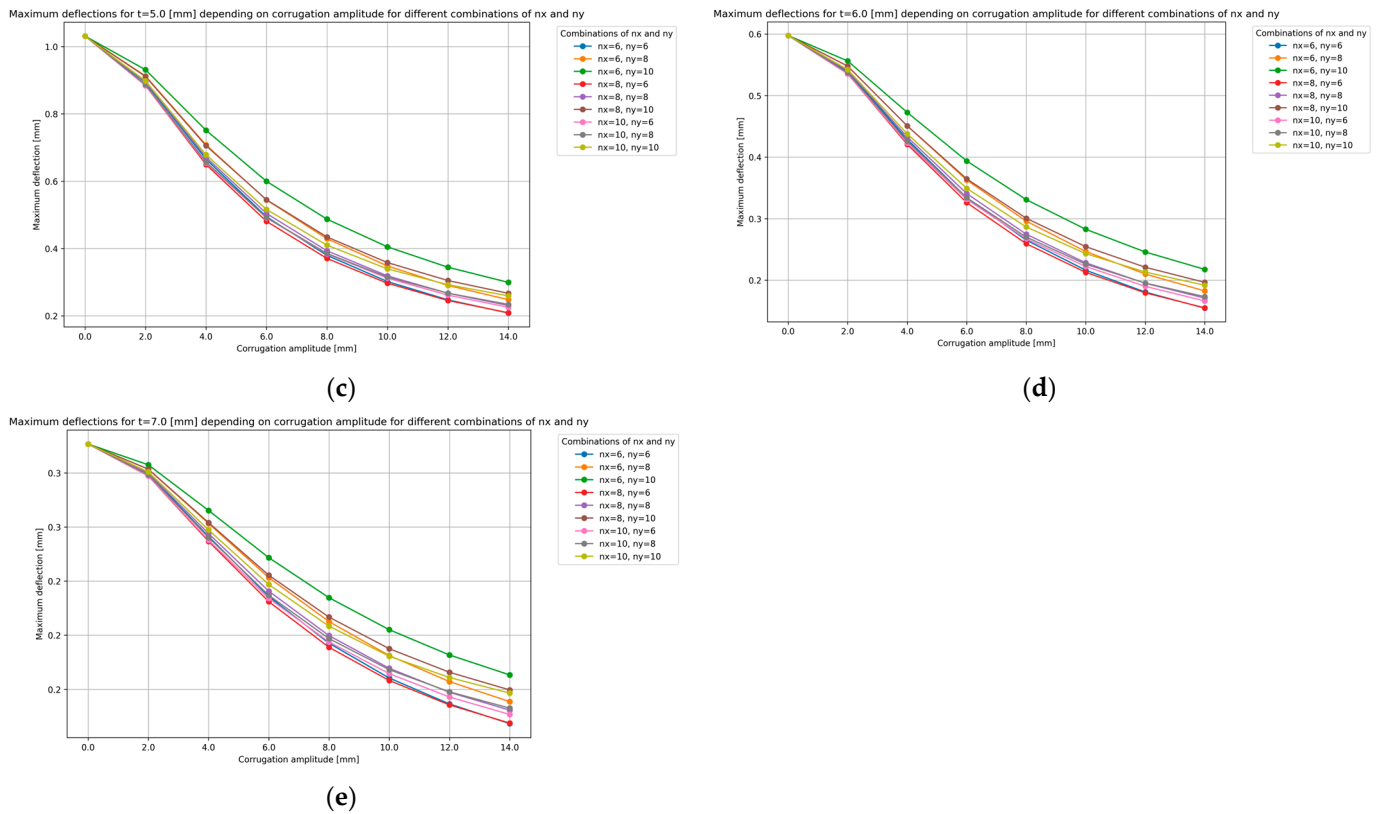 Maximum deflections for t=5.0 [mm] depending on corrugation amplitude for different combinations of nx and ny
Maximum deflection [mm]
1.0
0.8
0.6
0.4
0.2
0.0 2.0 4.0 6.0 8.0 10.0 12.0 14.0
Corrugation amplitude [mm]
Combinations of nx and ny
nx=6, ny=6
nx=6, ny=8
nx=6, ny=10
nx=8, ny=6
nx=8, ny=8
nx=8, ny=10
nx=10, ny=6
nx=10, ny=8
nx=10, ny=10
(c)
Maximum deflections for t=6.0 [mm] depending on corrugation amplitude for different combinations of nx and ny
Maximum deflection [mm]
0.6
0.5
0.4
0.3
0.2
0.0 2.0 4.0 6.0 8.0 10.0 12.0 14.0
Corrugation amplitude [mm]
Combinations of nx and ny
nx=6, ny=6
nx=6, ny=8
nx=6, ny=10
nx=8, ny=6
nx=8, ny=8
nx=8, ny=10
nx=10, ny=6
nx=10, ny=8
nx=10, ny=10
(d)
Maximum deflections for t=7.0 [mm] depending on corrugation amplitude for different combinations of nx and ny
Maximum deflection [mm]
0.3
0.3
0.2
0.2
0.2
0.0 2.0 4.0 6.0 8.0 10.0 12.0 14.0
Corrugation amplitude [mm]
Combinations of nx and ny
nx=6, ny=6
nx=6, ny=8
nx=6, ny=10
nx=8, ny=6
nx=8, ny=8
nx=8, ny=10
nx=10, ny=6
nx=10, ny=8
nx=10, ny=10
(e)